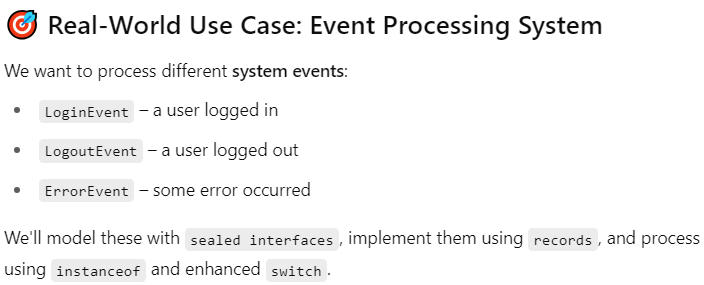 🎯 Real-World Use Case: Event Processing System
We want to process different system events:
• LoginEvent – a user logged in
• LogoutEvent – a user logged out
• ErrorEvent – some error occurred
We'll model these with sealed interfaces, implement them using records, and process
using instanceof and enhanced switch.